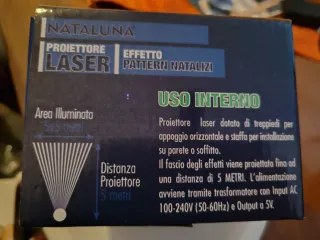 NATALUNA
PROIETTORE
LASER
EFFETTO
PATTERN NATALIZI
USO INTERNO
Area Illuminata
Distanza
Proiettore
5 metri
Proiettore laser dotata di treppiedi per
appoggio orizzontale e staffa per installazione
su parete o soffitto.
Il fascio degli effetti viene proiettato fino ad
una distanza di 5 METRI. L'alimentazione
avviene tramite trasformatore con Input AC
100-240V (50-60Hz) e Output a 5V.